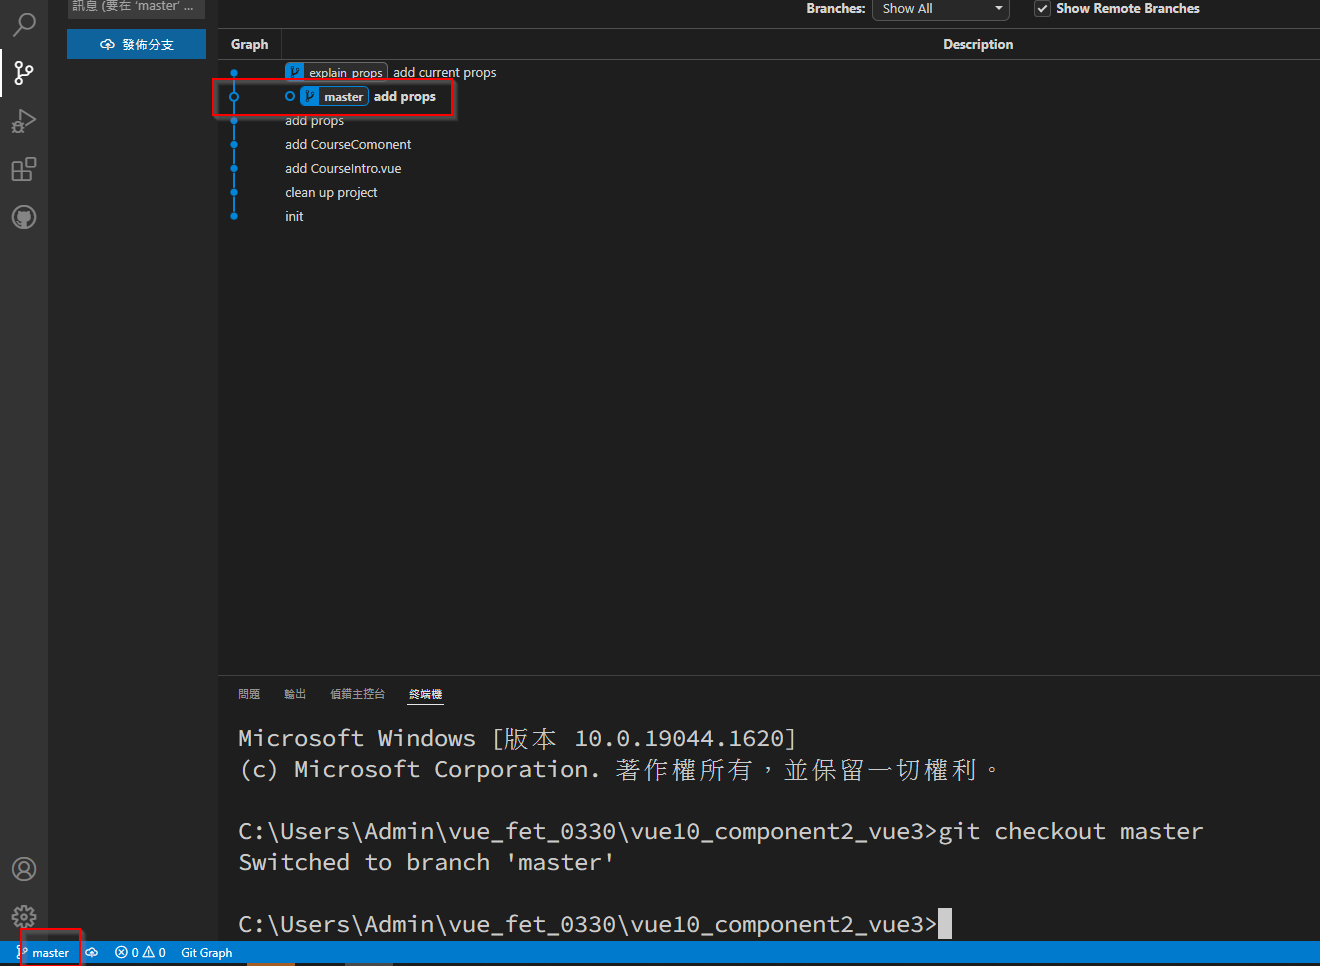 訊息 (要在 'master' ...
發佈分支
Branches: Show All Show Remote Branches
Graph Description
explain_props add current props
master add props
add props
add CourseComonent
add CourseIntro.vue
clean up project
init
問題 輸出 偵錯主控台 終端機
Microsoft Windows [版本 10.0.19044.1620]
(c) Microsoft Corporation. 著作權所有，並保留一切權利。
C:\Users\Admin\vue_fet_0330\vue10_component2_vue3>git checkout master
Switched to branch 'master'
C:\Users\Admin\vue_fet_0330\vue10_component2_vue3>
master 0 0 Git Graph